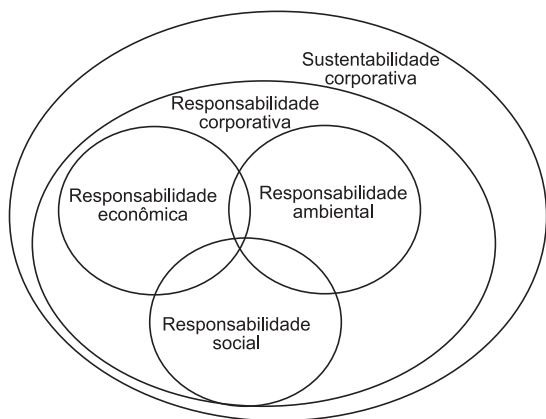 Sustentabilidade
corporativa
Responsabilidade
corporativa
Responsabilidade
econômica
Responsabilidade
ambiental
Responsabilidade
social